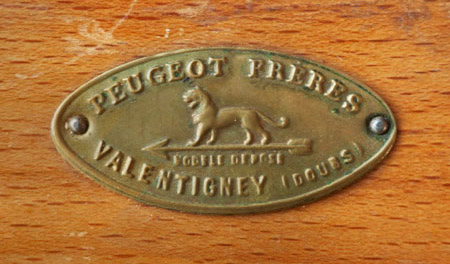 PEUGEOT FRÈRES
MODÈLE DÉPOSÉ
VALENTIGNEY (DOUBS)